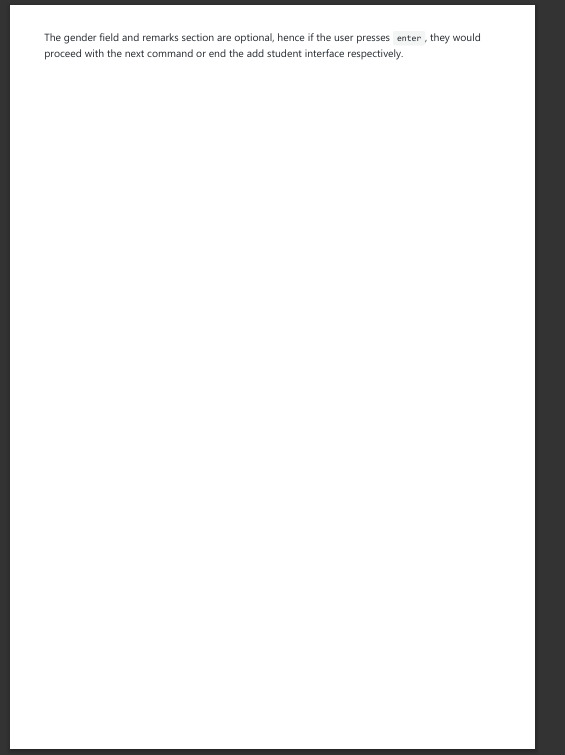 The gender field and remarks section are optional, hence if the user presses enter, they would
proceed with the next command or end the add student interface respectively.